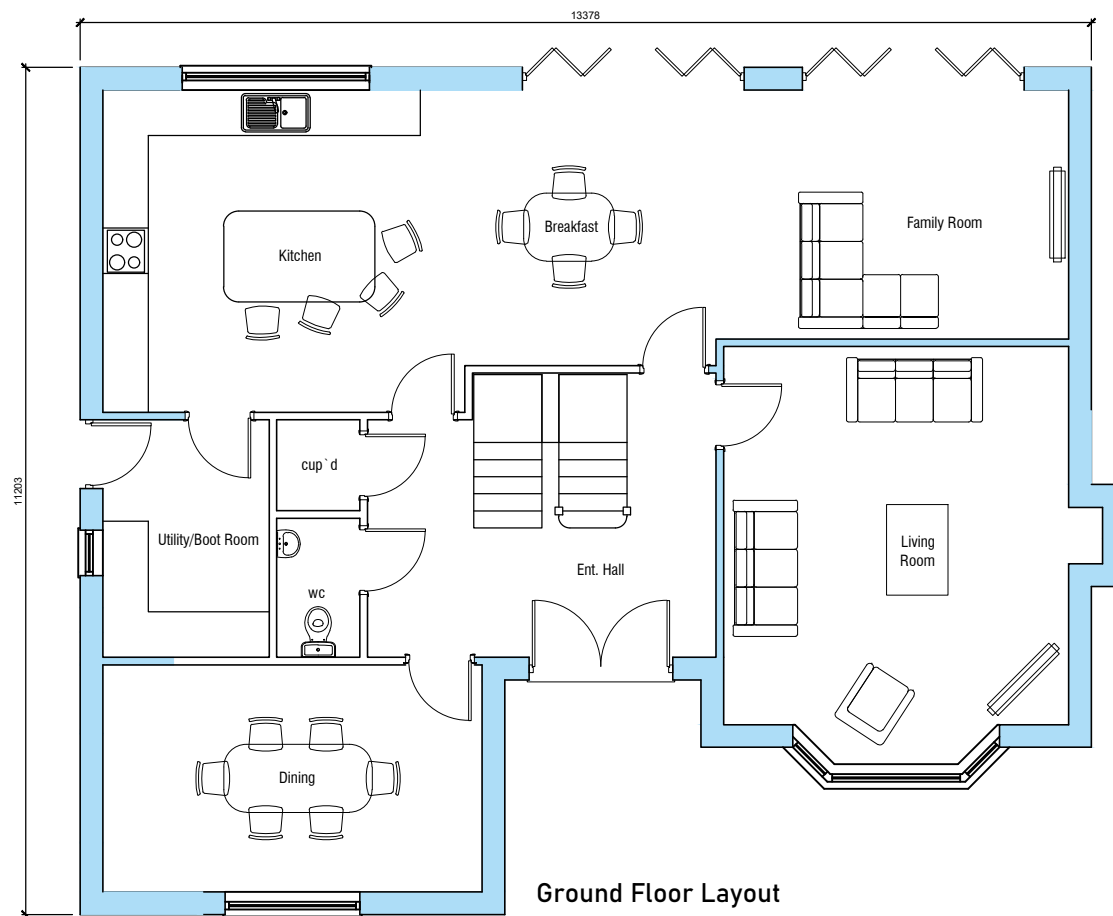 13378
11203
Kitchen
Breakfast
Family Room
cup`d
Utility/Boot Room
wc
Ent. Hall
Living
Room
Dining
Ground Floor Layout